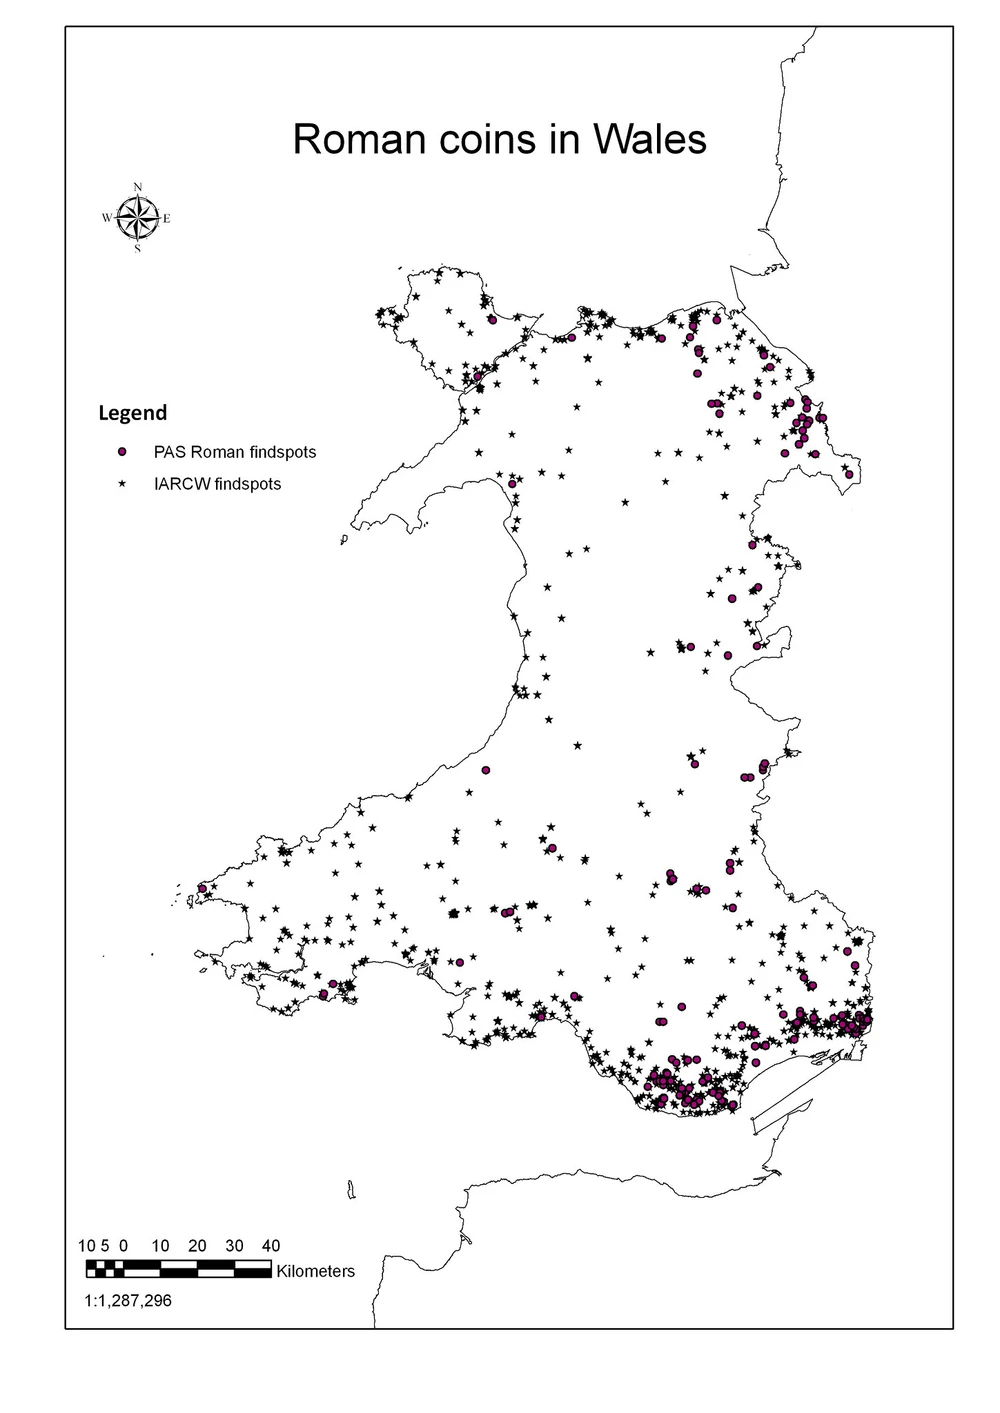 Roman coins in Wales
N
W E
S
Legend
PAS Roman findspots
IARCW findspots
10 5 0 10 20 30 40
Kilometers
1:1,287,296